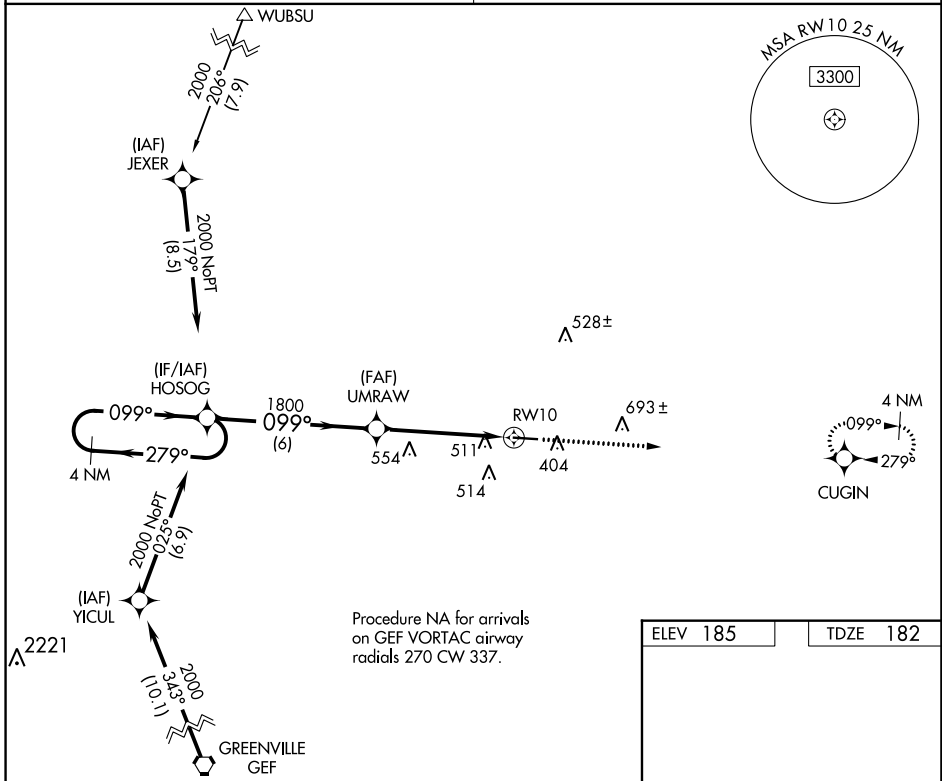 WUBSU
2000
206°
(7.9)
MSA RW10 25 NM
3300
(IAF)
JEXER
2000 NoPT
179°
(8.5)
528±
(IF/IAF)
HOSOG
099°
279°
4 NM
1800
099°
(6)
(FAF)
UMRAW
554
511
514
RW10
404
693±
4 NM
099°
279°
CUGIN
2000 NoPT
025°
(6.9)
(IAF)
YICUL
2221
2000
343°
(10.1)
GREENVILLE
GEF
Procedure NA for arrivals
on GEF VORTAC airway
radials 270 CW 337.
ELEV 185
TDZE 182